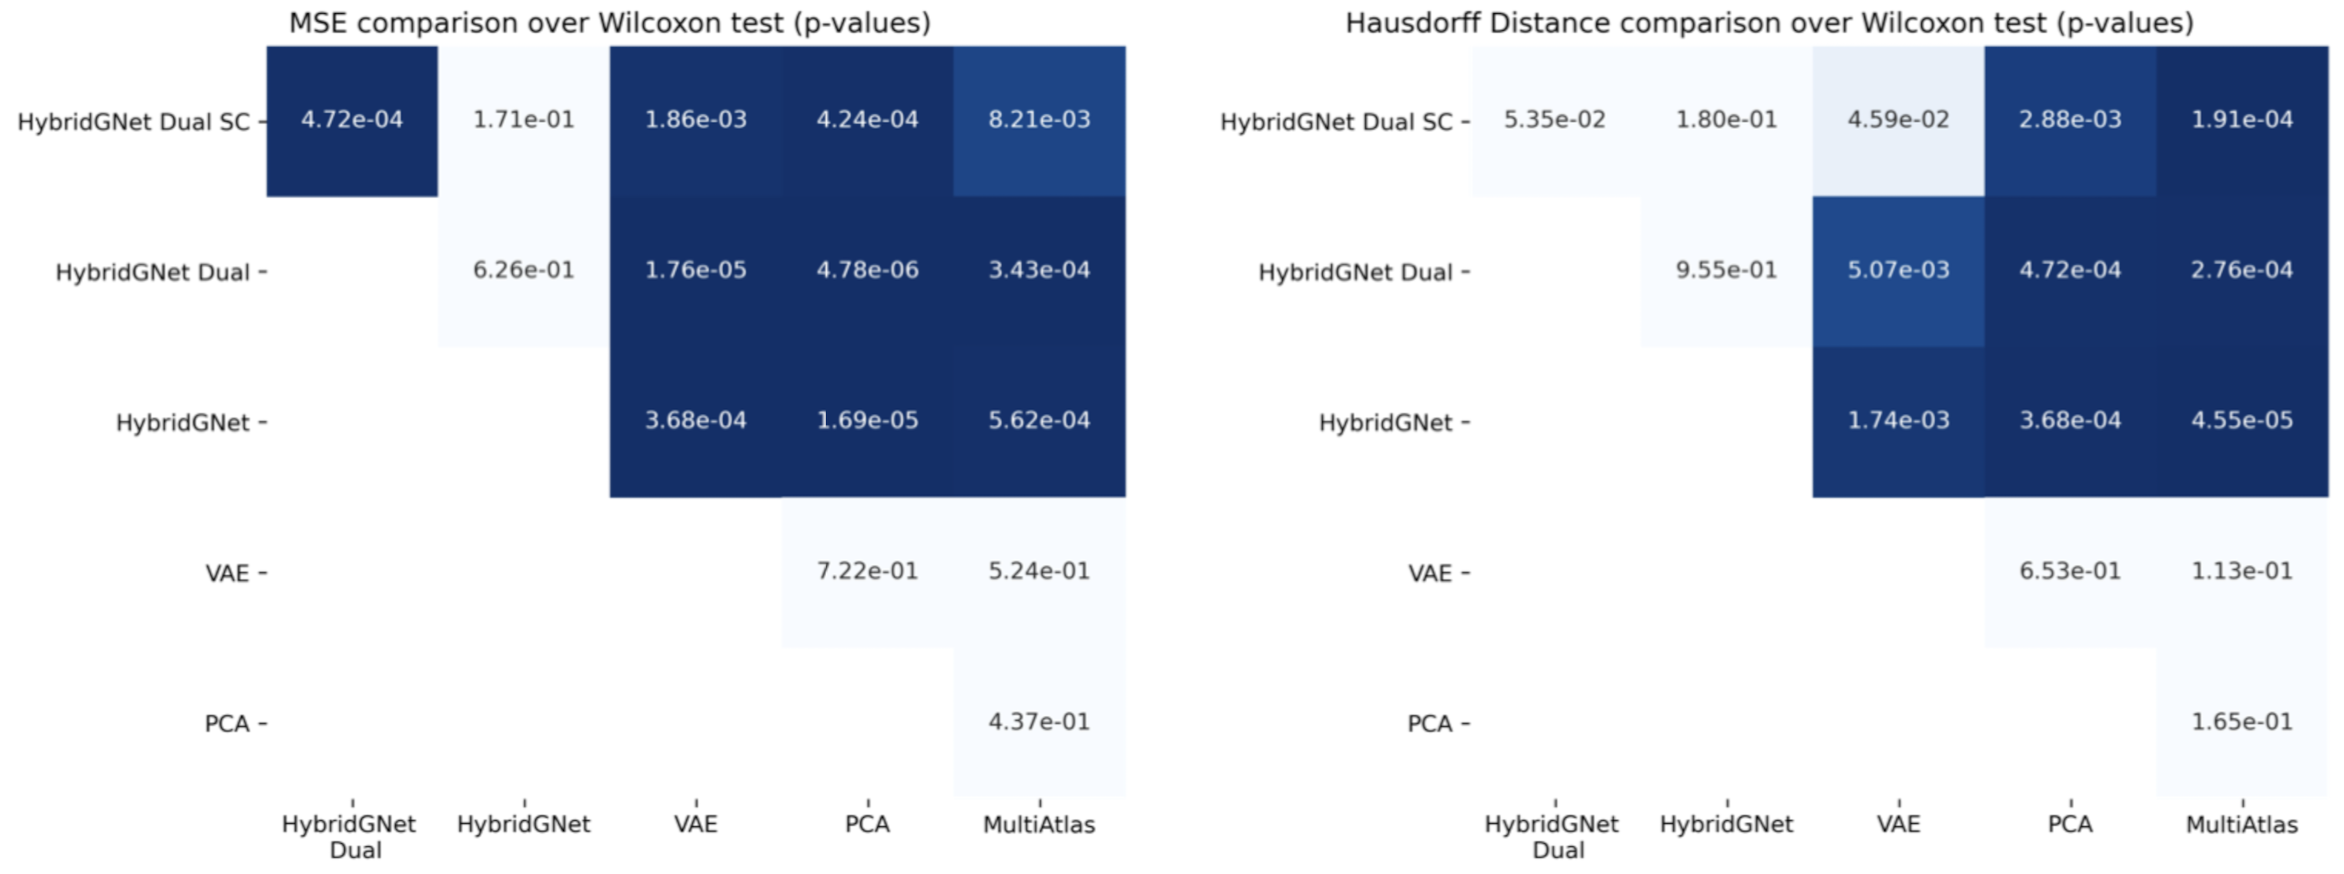 MSE comparison over Wilcoxon test (p-values)
HybridGNet Dual SC 4.72e-04 1.71e-01 1.86e-03 4.24e-04 8.21e-03
HybridGNet Dual 6.26e-01 1.76e-05 4.78e-06 3.43e-04
HybridGNet 3.68e-04 1.69e-05 5.62e-04
VAE 7.22e-01 5.24e-01
PCA 4.37e-01
HybridGNet HybridGNet VAE PCA MultiAtlas
Dual
Hausdorff Distance comparison over Wilcoxon test (p-values)
HybridGNet Dual SC 5.35e-02 1.80e-01 4.59e-02 2.88e-03 1.91e-04
HybridGNet Dual 9.55e-01 5.07e-03 4.72e-04 2.76e-04
HybridGNet 1.74e-03 3.68e-04 4.55e-05
VAE 6.53e-01 1.13e-01
PCA 1.65e-01
HybridGNet HybridGNet VAE PCA MultiAtlas
Dual